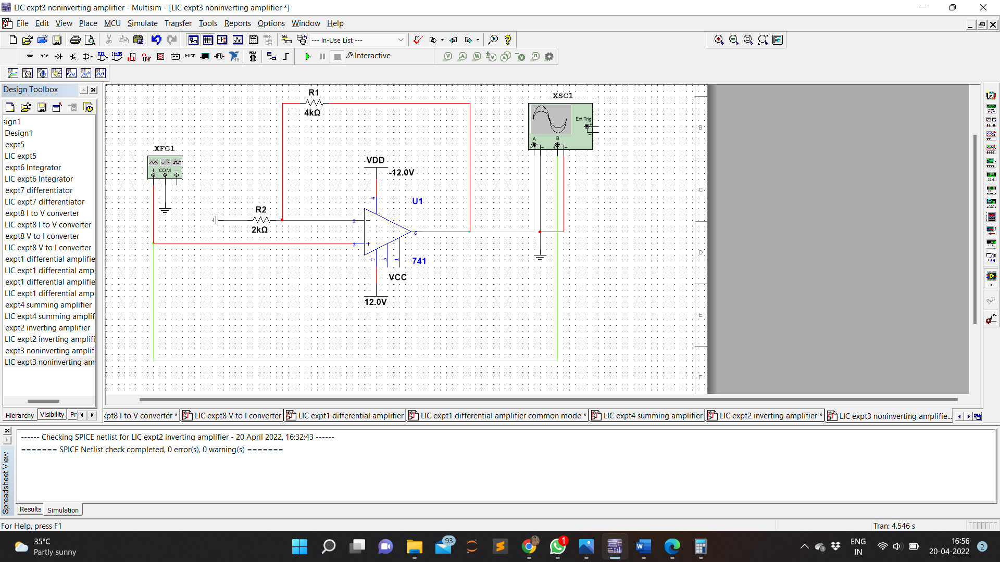 LIC expt3 noninverting amplifier - Multisim - [LIC expt3 noninverting amplifier *]
File Edit View Place MCU Simulate Transfer Tools Reports Options Window Help
--- In-Use List ---
MISC
Interactive
Design Toolbox
sign1
Design1
expt5
LIC expt5
expt6 Integrator
LIC expt6 Integrator
expt7 differentiator
LIC expt7 differentiator
expt8 I to V converter
LIC expt8 I to V converter
expt8 V to I converter
LIC expt8 V to I converter
expt1 differential amplifie
LIC expt1 differential amp
expt1 differential amplifie
LIC expt1 differential amp
expt4 summing amplifier
LIC expt4 summing amplif
expt2 inverting amplifier
LIC expt2 inverting amplifi
expt3 noninverting amplif
LIC expt3 noninverting am
Hierarchy Visibility Pr
R1
4kΩ
XSC1
Ext Trig
A B
XFG1
COM
VDD
-12.0V
U1
R2
2kΩ
4
2
3
6
7 5 1
741
VCC
12.0V
B
C
D
E
F
xpt8 I to V converter * LIC expt8 V to I converter LIC expt1 differential amplifier LIC expt1 differential amplifier common mode * LIC expt4 summing amplifier LIC expt2 inverting amplifier * LIC expt3 noninverting amplifie...
------ Checking SPICE netlist for LIC expt2 inverting amplifier - 20 April 2022, 16:32:43 ------
======= SPICE Netlist check completed, 0 error(s), 0 warning(s) =======
Spreadsheet View
Results Simulation
For Help, press F1
Tran: 4.546 s
35°C
Partly sunny
93
1
ENG
IN
16:56
20-04-2022
2